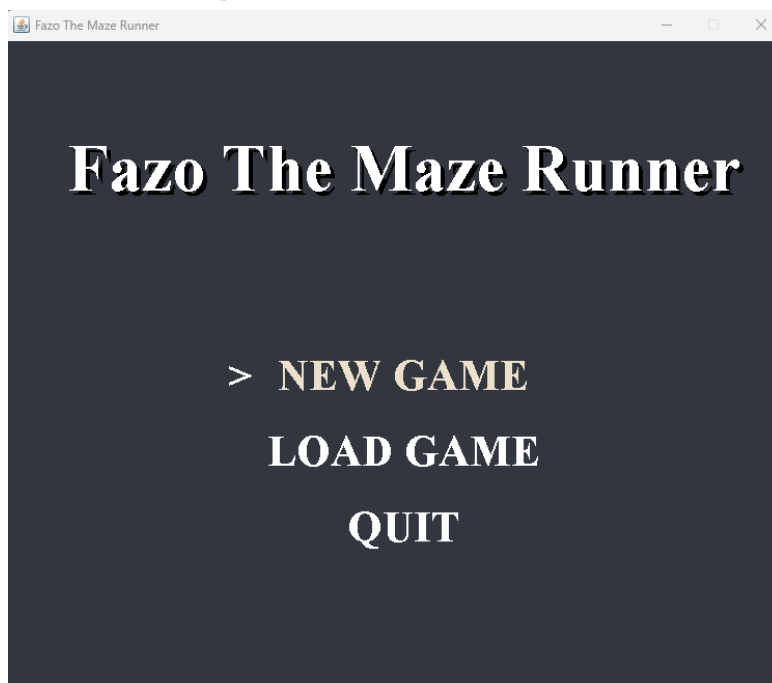 Fazo The Maze Runner
Fazo The Maze Runner
> NEW GAME
LOAD GAME
QUIT